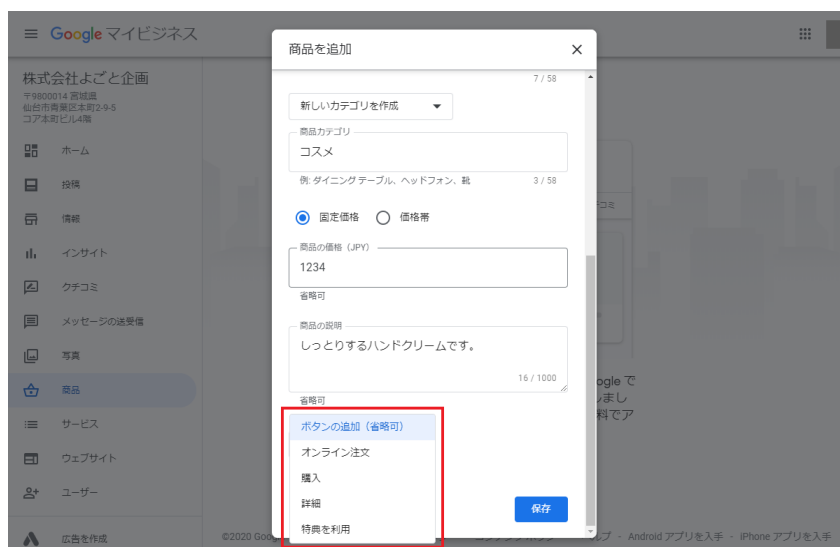 Google マイビジネス
株式会社よごと企画
〒9800014 宮城県
仙台市青葉区本町2-9-5
コア本町ビル4階
ホーム
投稿
情報
インサイト
クチコミ
メッセージの送受信
写真
商品
サービス
ウェブサイト
ユーザー
広告を作成
商品を追加
7 / 58
新しいカテゴリを作成
商品カテゴリ
コスメ
例: ダイニング テーブル、ヘッドフォン、靴
3 / 58
固定価格
価格帯
商品の価格（JPY）
1234
省略可
商品の説明
しっとりするハンドクリームです。
16 / 1000
省略可
ボタンの追加（省略可）
オンライン注文
購入
詳細
特典を利用
保存
コミ
ogle で
しまし
料でア
©2020 Goog
ルプ・Android アプリを入手・iPhone アプリを入手